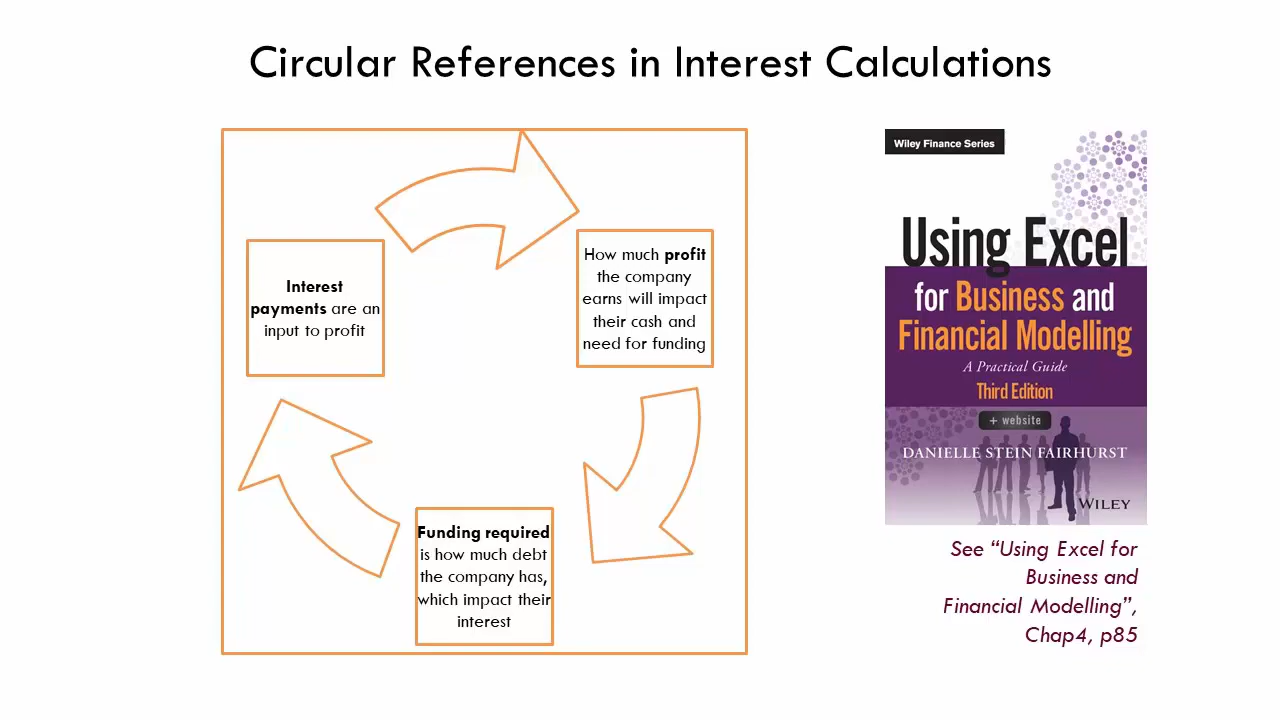 Circular References in Interest Calculations
Interest
payments are an
input to profit
How much profit
the company
earns will impact
their cash and
need for funding
Funding required
is how much debt
the company has,
which impact their
interest
Wiley Finance Series
Using Excel
for Business and
Financial Modelling
A Practical Guide
Third Edition
+ website
DANIELLE STEIN FAIRHURST
WILEY
See “Using Excel for
Business and
Financial Modelling”,
Chap4, p85